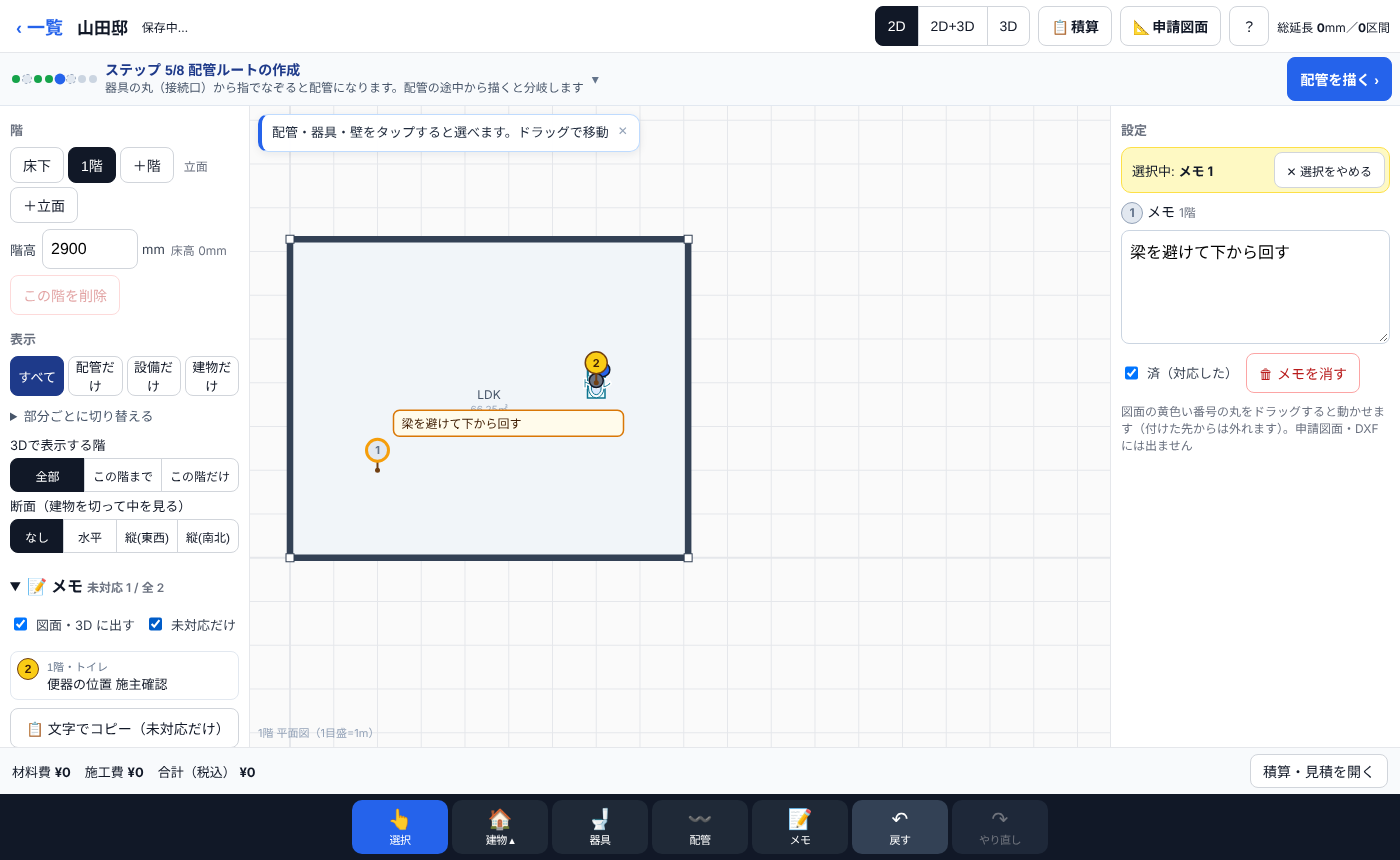 ‹ 一覧 山田邸 保存中... 2D 2D+3D 3D 📋積算 📐申請図面 ? 総延長 0mm／0区間
ステップ 5/8 配管ルートの作成
器具の丸（接続口）から指でなぞると配管になります。配管の途中から描くと分岐します ▼ 配管を描く ›
階
床下 1階 ＋階 立面
＋立面
階高 2900 mm 床高 0mm
この階を削除
表示
すべて 配管だけ 設備だけ 建物だけ
▶ 部分ごとに切り替える
3Dで表示する階
全部 この階まで この階だけ
断面（建物を切って中を見る）
なし 水平 縦(東西) 縦(南北)
▼ 📝 メモ 未対応 1 / 全 2
図面・3D に出す 未対応だけ
2 1階・トイレ
便器の位置 施主確認
📋 文字でコピー（未対応だけ）
配管・器具・壁をタップすると選べます。ドラッグで移動 ×
2
LDK
66.25㎡
梁を避けて下から回す
1
1階 平面図（1目盛=1m）
設定
選択中: メモ 1 ✕ 選択をやめる
1 メモ 1階
梁を避けて下から回す
済（対応した） 🗑 メモを消す
図面の黄色い番号の丸をドラッグすると動かせま
す（付けた先からは外れます）。申請図面・DXF
には出ません
材料費 ¥0 施工費 ¥0 合計（税込） ¥0 積算・見積を開く
選択 建物▲ 器具 配管 メモ 戻す やり直し